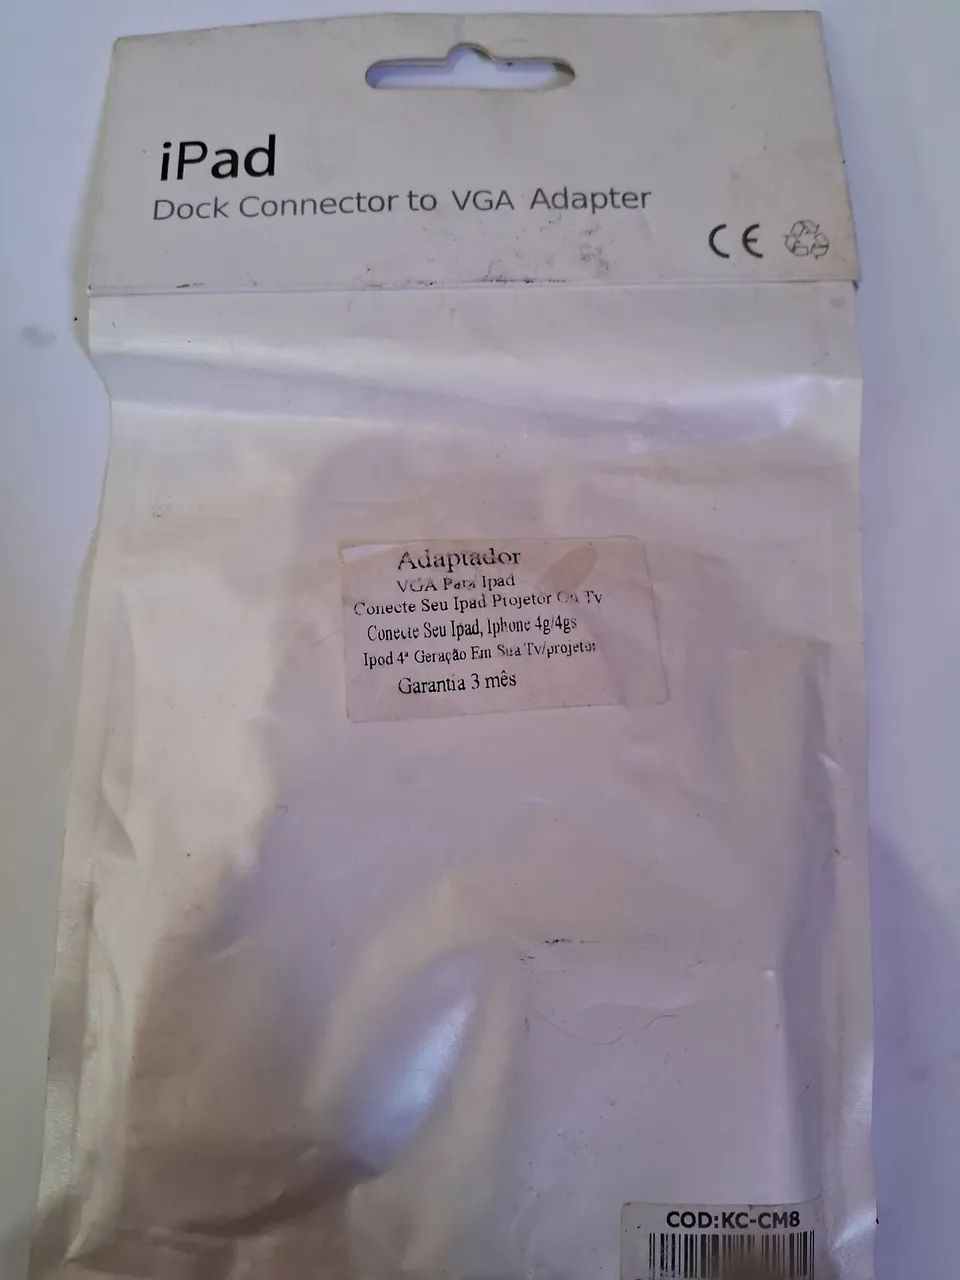 iPad
Dock Connector to VGA Adapter
CE
Adaptador
VGA Para Ipad
Conecte Seu Ipad Projetor Ou Tv
Conecte Seu Ipad, Iphone 4g/4gs
Ipod 4ª Geração Em Sua Tv/projetor
Garantia 3 mês
COD:KC-CM8